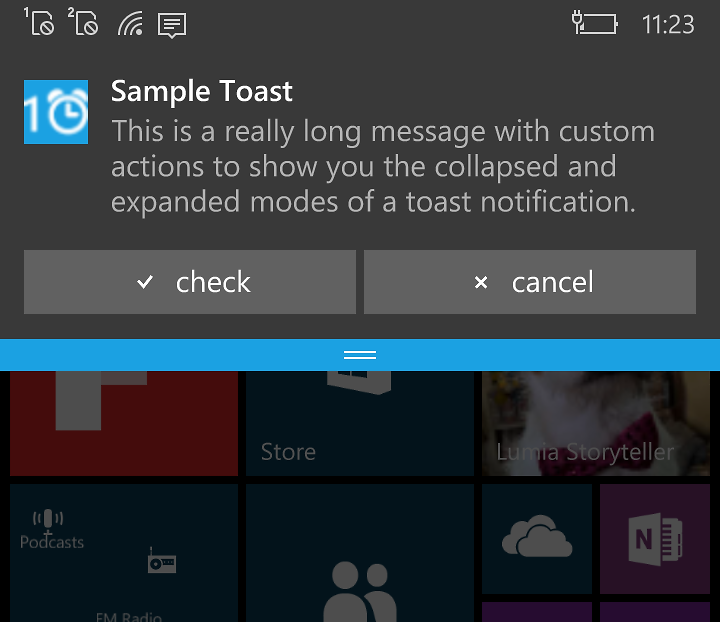 1 2 11:23
1
Sample Toast
This is a really long message with custom
actions to show you the collapsed and
expanded modes of a toast notification.
check cancel
Store Lumia Storyteller
Podcasts
N
FM Radio